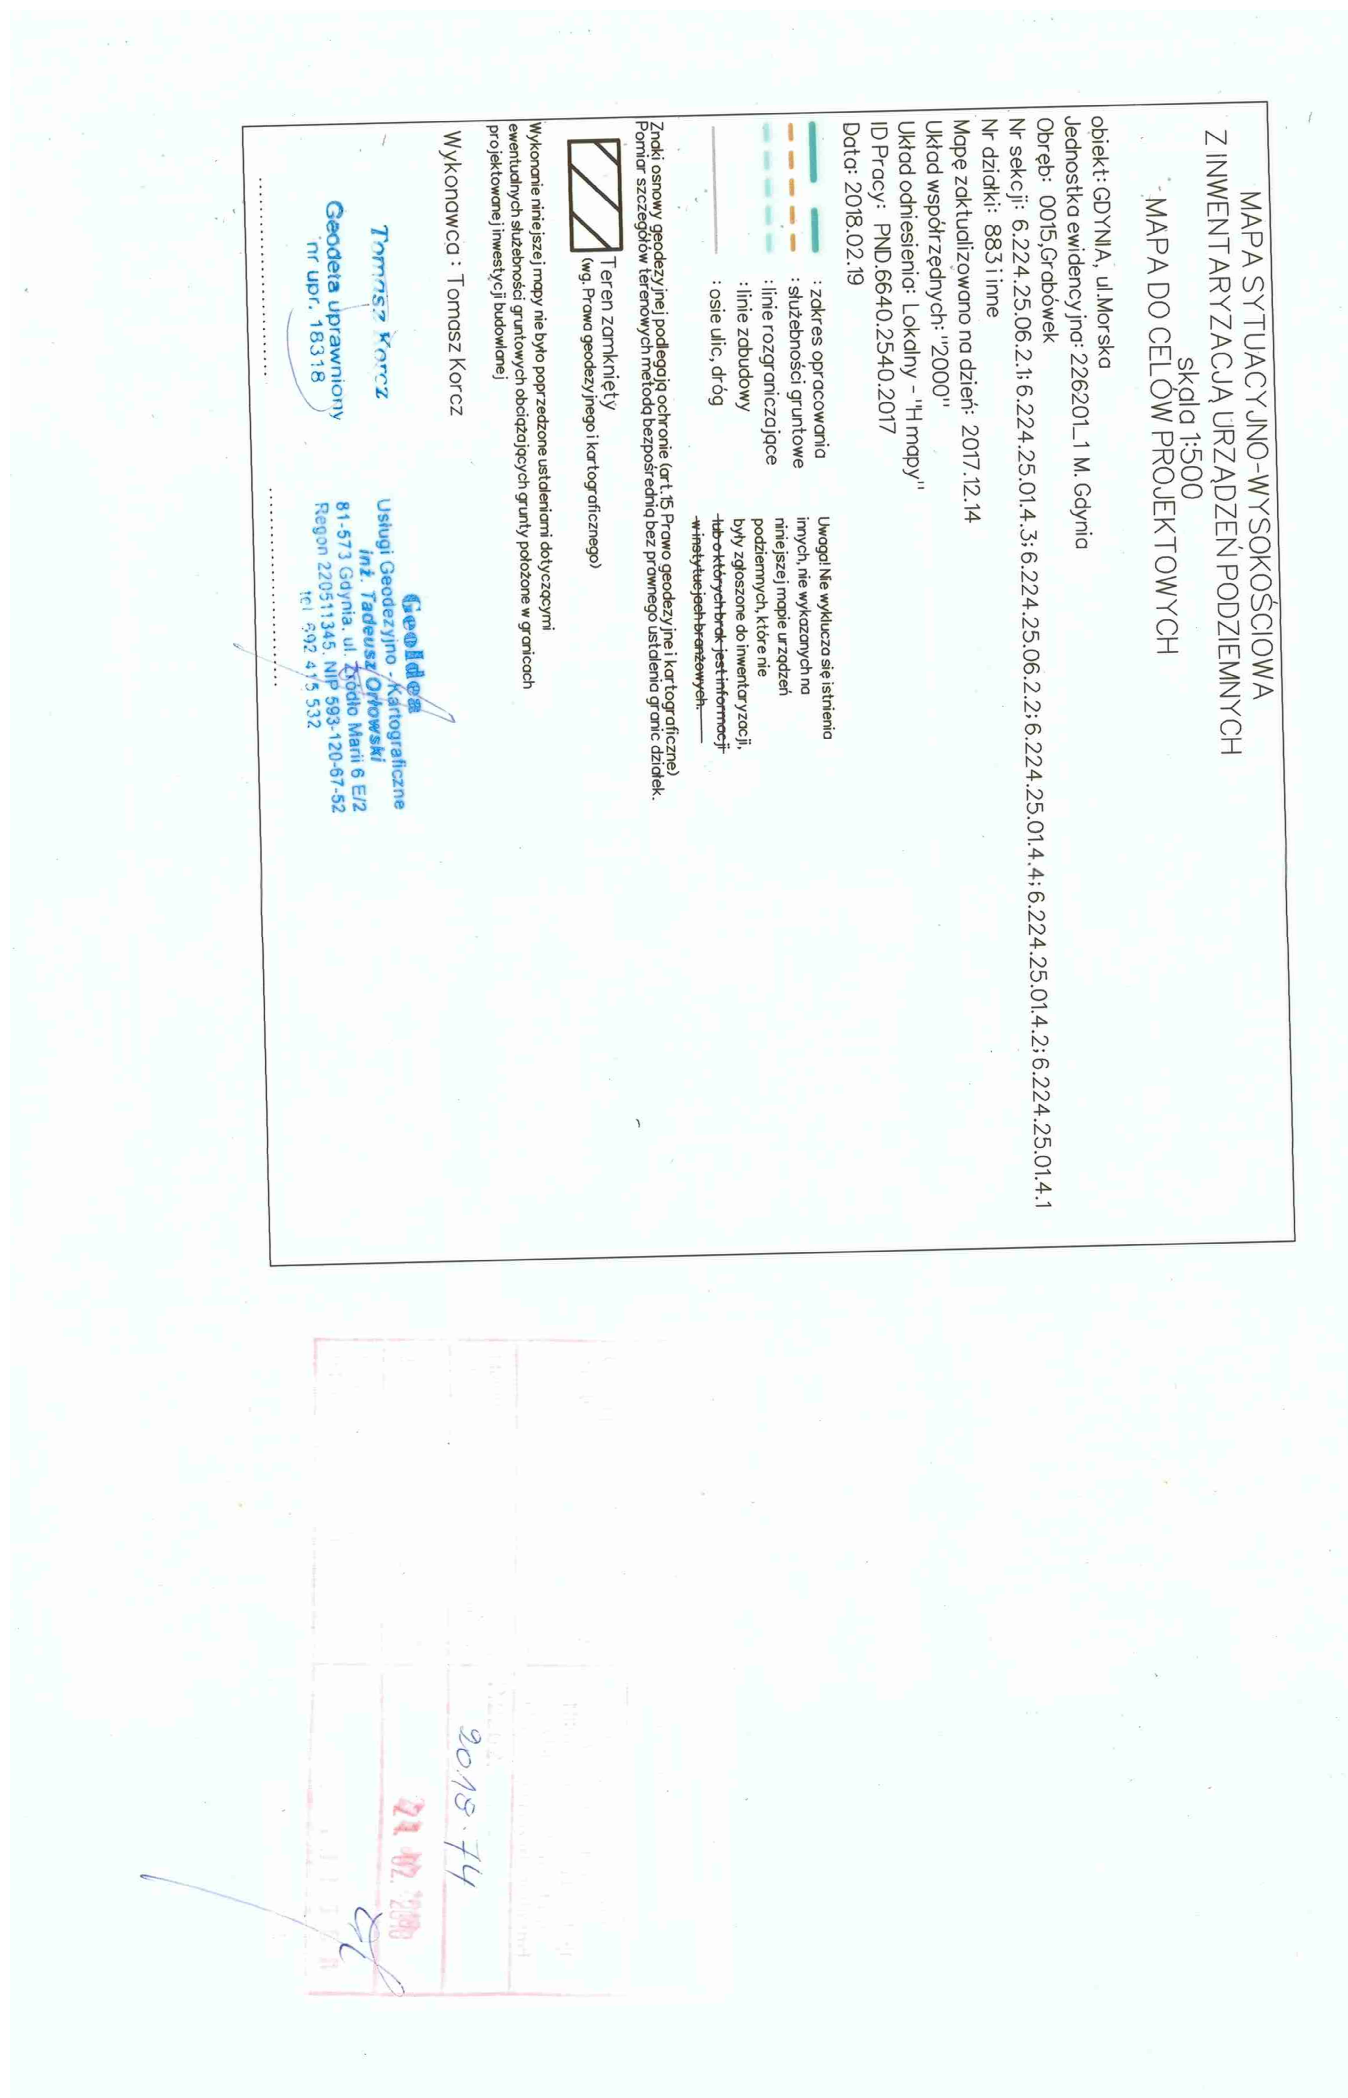 MAPA SYTUACYJNO-WYSOKOŚCIOWA
Z INWENTARYZACJĄ URZĄDZEŃ PODZIEMNYCH
skala 1:500
MAPA DO CELÓW PROJEKTOWYCH
obiekt: GDYNIA, ul.Morska
Jednostka ewidencyjna: 226201_1 M. Gdynia
Obręb: 0015,Grabówek
Nr sekcji: 6.224.25.06.2.1; 6.224.25.01.4.3; 6.224.25.06.2.2; 6.224.25.01.4.4; 6.224.25.01.4.2; 6.224.25.01.4.1
Nr działki: 883 i inne
Mapę zaktualizowano na dzień: 2017.12.14
Układ współrzędnych: "2000"
Układ odniesienia: Lokalny - "H mapy"
ID Pracy: PND.6640.2540.2017
Data: 2018.02.19
: zakres opracowania
: służebności gruntowe
: linie rozgraniczające
: linie zabudowy
: osie ulic, dróg
Uwaga! Nie wyklucza się istnienia
innych, nie wykazanych na
niniejszej mapie urządzeń
podziemnych, które nie
były zgłoszone do inwentaryzacji,
lub o których brak jest informacji
w instytucjach branżowych.
Znaki osnowy geodezyjnej podlegają ochronie (art.15 Prawo geodezyjne i kartograficzne)
Pomiar szczegółów terenowych metodą bezpośrednią bez prawnego ustalenia granic działek.
Teren zamknięty
(wg. Prawa geodezyjnego i kartograficznego)
Wykonanie niniejszej mapy nie było poprzedzone ustaleniami dotyczącymi
ewentualnych służebności gruntowych obciążających grunty położone w granicach
projektowanej inwestycji budowlanej
Wykonawca : Tomasz Korcz
Tomasz Korcz
Geodeta uprawniony
nr upr. 18318
GeoIdea
Usługi Geodezyjno - Kartograficzne
inż. Tadeusz Orłowski
81-573 Gdynia, ul. Źródło Marii 6 E/2
Regon 220511345, NIP 593-120-67-52
tel 692 415 532
2018.74
21. 02. 2018